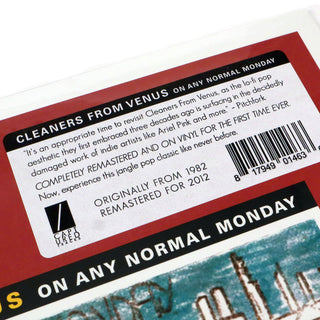 CLEANERS FROM VENUS ON ANY NORMAL MONDAY
"It's an appropriate time to revisit Cleaners From Venus, as the lo-fi pop
aesthetic they first embraced three decades ago is surfacing in the decidedly
damaged work of indie artists like Ariel Pink and more." – Pitchfork
COMPLETELY REMASTERED AND ON VINYL FOR THE FIRST TIME EVER.
Now, experience this jangle pop classic like never before.
ORIGINALLY FROM 1982
REMASTERED FOR 2012
8 17949 01463
CAPT
URED
TRACKS
US ON ANY NORMAL MONDAY